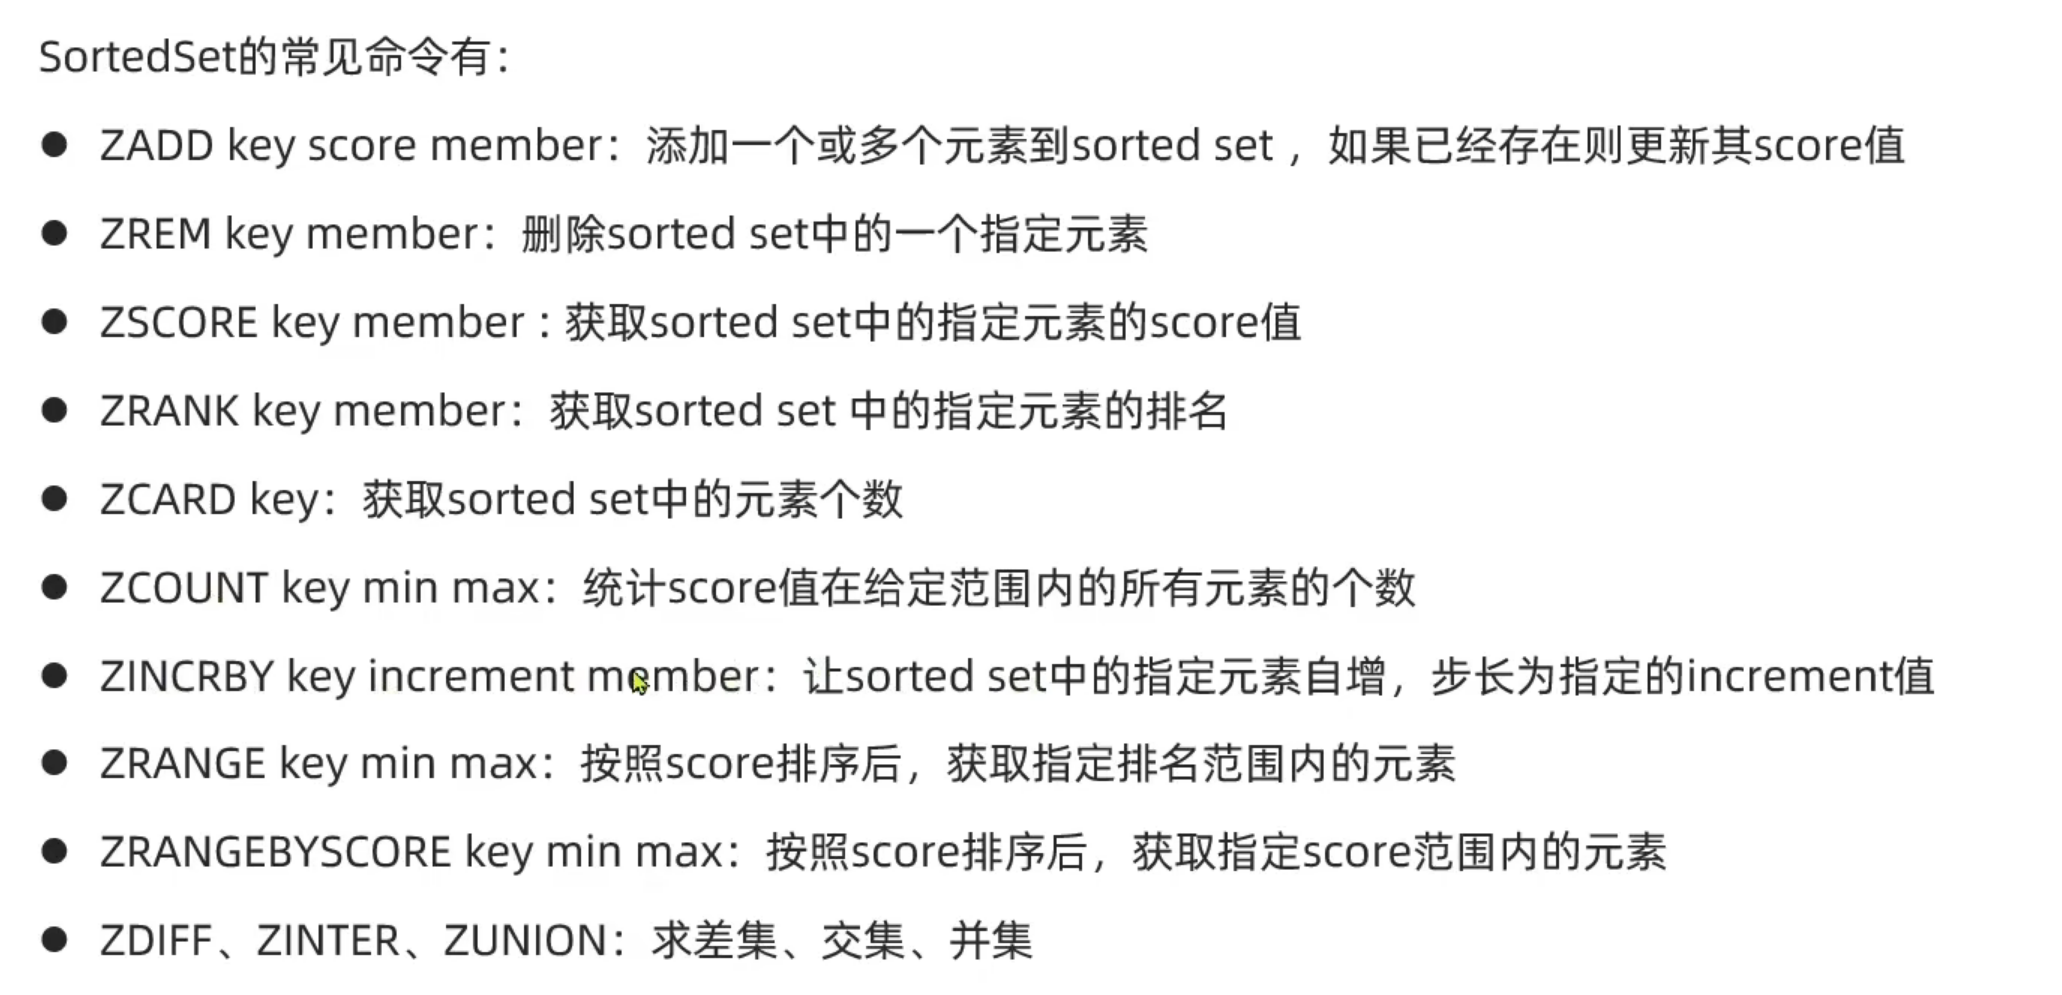 SortedSet的常见命令有：
● ZADD key score member：添加一个或多个元素到sorted set ，如果已经存在则更新其score值
● ZREM key member：删除sorted set中的一个指定元素
● ZSCORE key member : 获取sorted set中的指定元素的score值
● ZRANK key member：获取sorted set 中的指定元素的排名
● ZCARD key：获取sorted set中的元素个数
● ZCOUNT key min max：统计score值在给定范围内的所有元素的个数
● ZINCRBY key increment member：让sorted set中的指定元素自增，步长为指定的increment值
● ZRANGE key min max：按照score排序后，获取指定排名范围内的元素
● ZRANGEBYSCORE key min max：按照score排序后，获取指定score范围内的元素
● ZDIFF、ZINTER、ZUNION：求差集、交集、并集